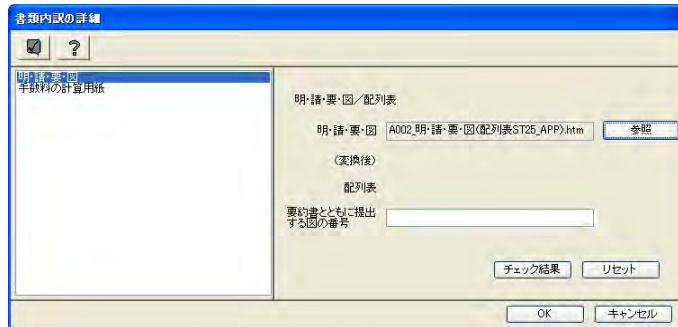 書類内訳の詳細
?
明・請・要・図
手数料の計算用紙
明・請・要・図／配列表
明・請・要・図 A002_明・請・要・図(配列表ST25_APP).htm 参照
(変換後)
配列表
要約書とともに提出
する図の番号
チェック結果 リセット
OK キャンセル